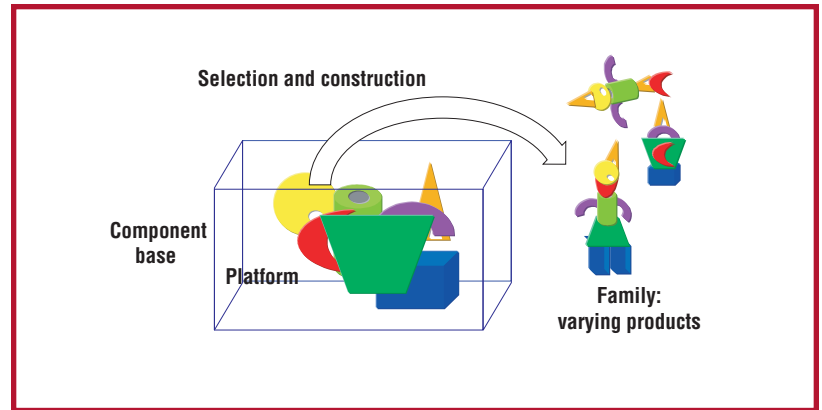 Selection and construction
Component
base
Platform
Family:
varying products